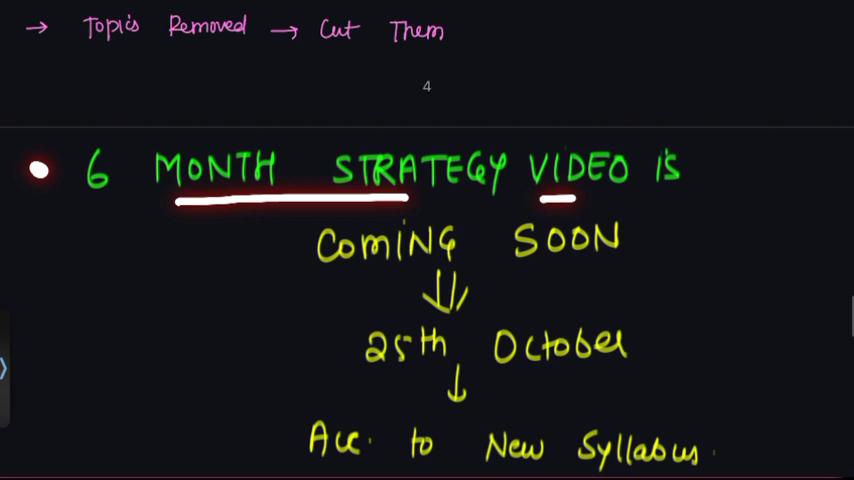 → Topics Removed → Cut Them
4
• 6 MONTH STRATEGY VIDEO is
COMING SOON
25th October
Acc. to New Syllabus.